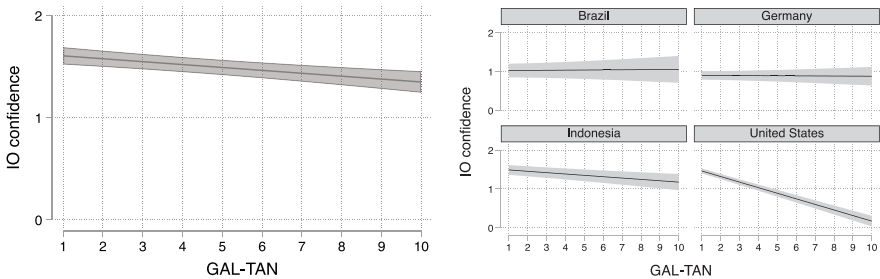 2
1
0
IO confidence
1 2 3 4 5 6 7 8 9 10
GAL-TAN
Brazil Germany
2
1
0
Indonesia United States
2
1
0
IO confidence
1 2 3 4 5 6 7 8 9 10 1 2 3 4 5 6 7 8 9 10
GAL-TAN